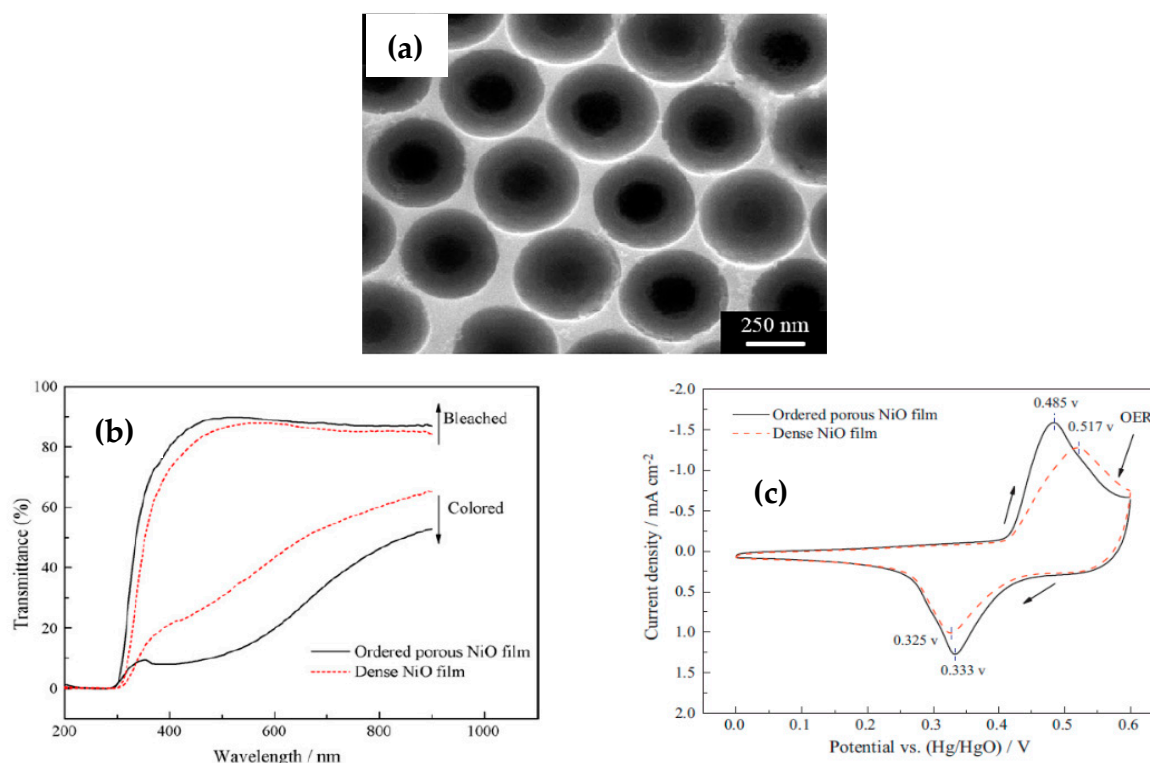 (a)
250 nm
100
80
60
40
20
0
200
400
600
800
1000
Transmittance (%)
Wavelength / nm
(b)
Bleached
Colored
Ordered porous NiO film
Dense NiO film
-2.0
-1.5
-1.0
-0.5
0.0
0.5
1.0
1.5
2.0
0.0
0.1
0.2
0.3
0.4
0.5
0.6
Current density / mA cm-2
Potential vs. (Hg/HgO) / V
Ordered porous NiO film
Dense NiO film
0.485 v
0.517 v
OER
(c)
0.325 v
0.333 v